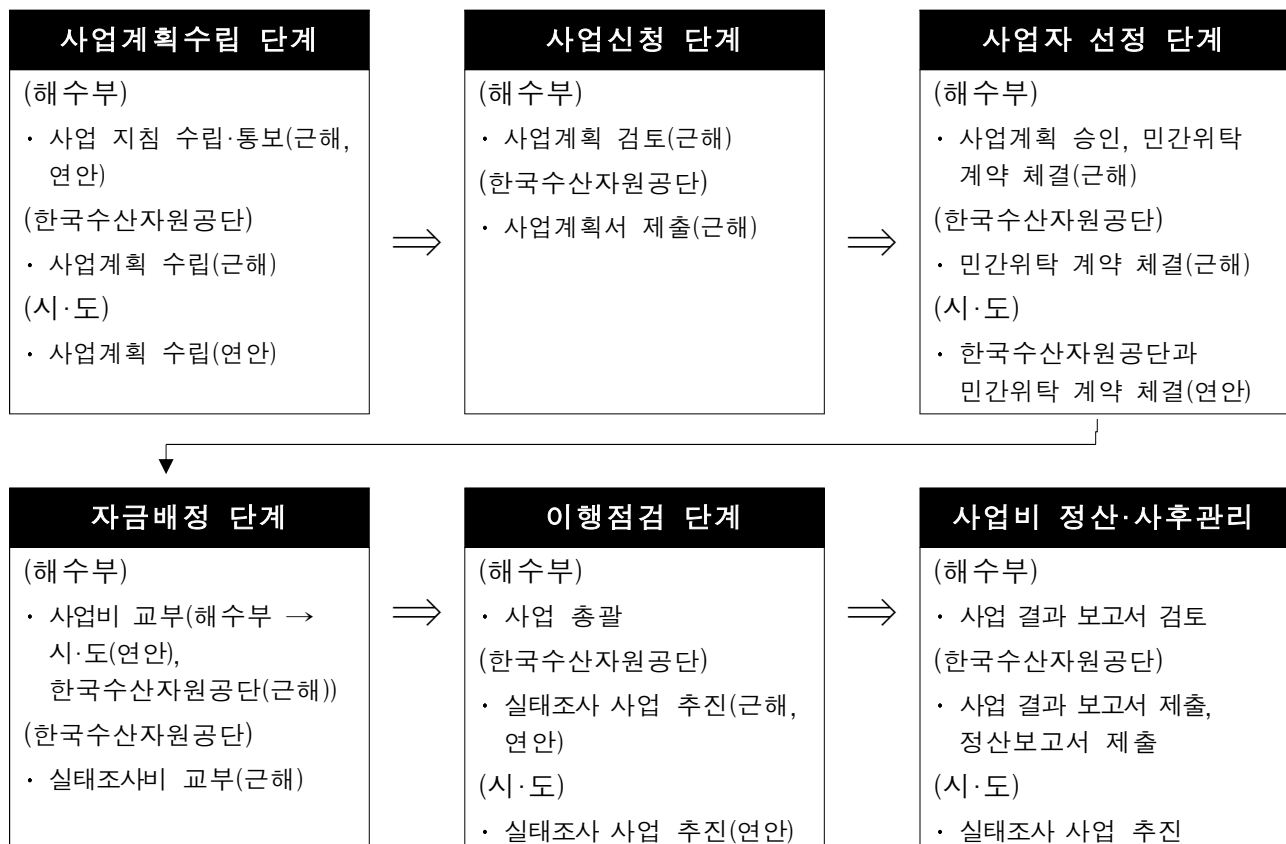 사업계획수립 단계
(해수부)
· 사업 지침 수립·통보(근해,
연안)
(한국수산자원공단)
· 사업계획 수립(근해)
(시·도)
· 사업계획 수립(연안)
⇒
사업신청 단계
(해수부)
· 사업계획 검토(근해)
(한국수산자원공단)
· 사업계획서 제출(근해)
⇒
사업자 선정 단계
(해수부)
· 사업계획 승인, 민간위탁
계약 체결(근해)
(한국수산자원공단)
· 민간위탁 계약 체결(근해)
(시·도)
· 한국수산자원공단과
민간위탁 계약 체결(연안)
자금배정 단계
(해수부)
· 사업비 교부(해수부 →
시·도(연안),
한국수산자원공단(근해))
(한국수산자원공단)
· 실태조사비 교부(근해)
⇒
이행점검 단계
(해수부)
· 사업 총괄
(한국수산자원공단)
· 실태조사 사업 추진(근해,
연안)
(시·도)
· 실태조사 사업 추진(연안)
⇒
사업비 정산·사후관리
(해수부)
· 사업 결과 보고서 검토
(한국수산자원공단)
· 사업 결과 보고서 제출,
정산보고서 제출
(시·도)
· 실태조사 사업 추진